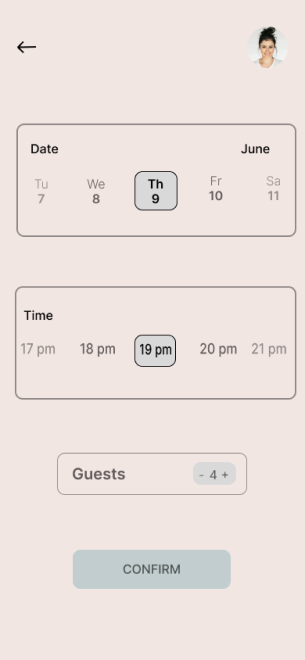 Date June
Tu We Th Fr Sa
7 8 9 10 11
Time
17 pm 18 pm 19 pm 20 pm 21 pm
Guests - 4 +
CONFIRM